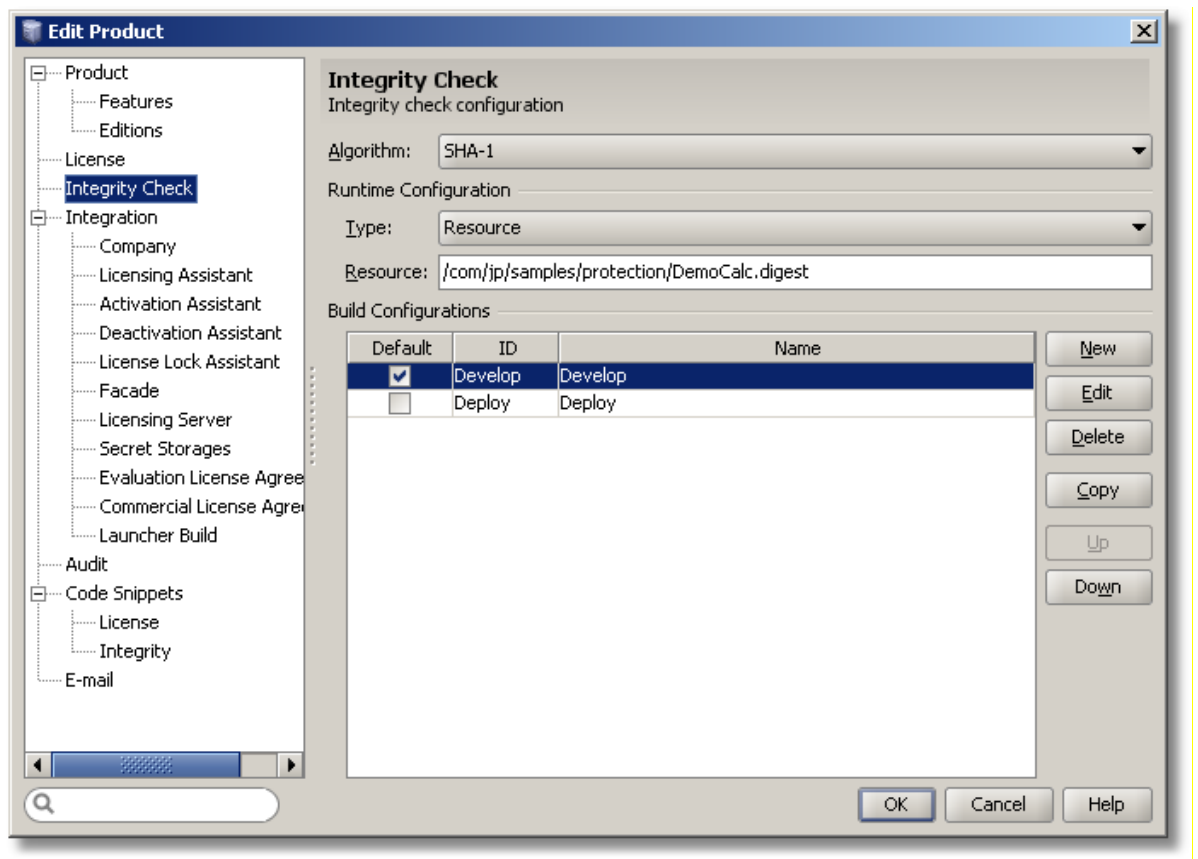 Edit Product
Product
Features
Editions
License
Integrity Check
Integration
Company
Licensing Assistant
Activation Assistant
Deactivation Assistant
License Lock Assistant
Facade
Licensing Server
Secret Storages
Evaluation License Agree
Commercial License Agre
Launcher Build
Audit
Code Snippets
License
Integrity
E-mail
Integrity Check
Integrity check configuration
Algorithm: SHA-1
Runtime Configuration
Type: Resource
Resource: /com/jp/samples/protection/DemoCalc.digest
Build Configurations
Default ID Name
Develop Develop
Deploy Deploy
New
Edit
Delete
Copy
Up
Down
OK Cancel Help